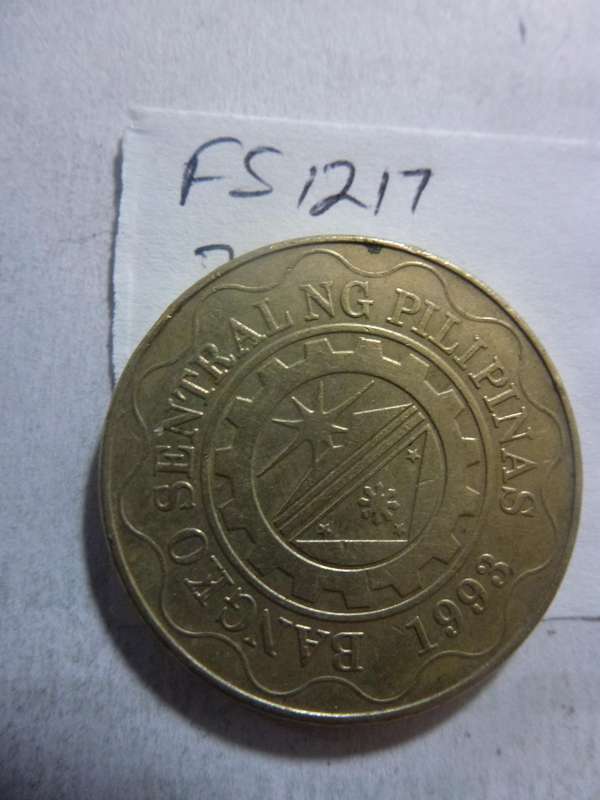 FS1217
BANGKO SENTRAL NG PILIPINAS
1993